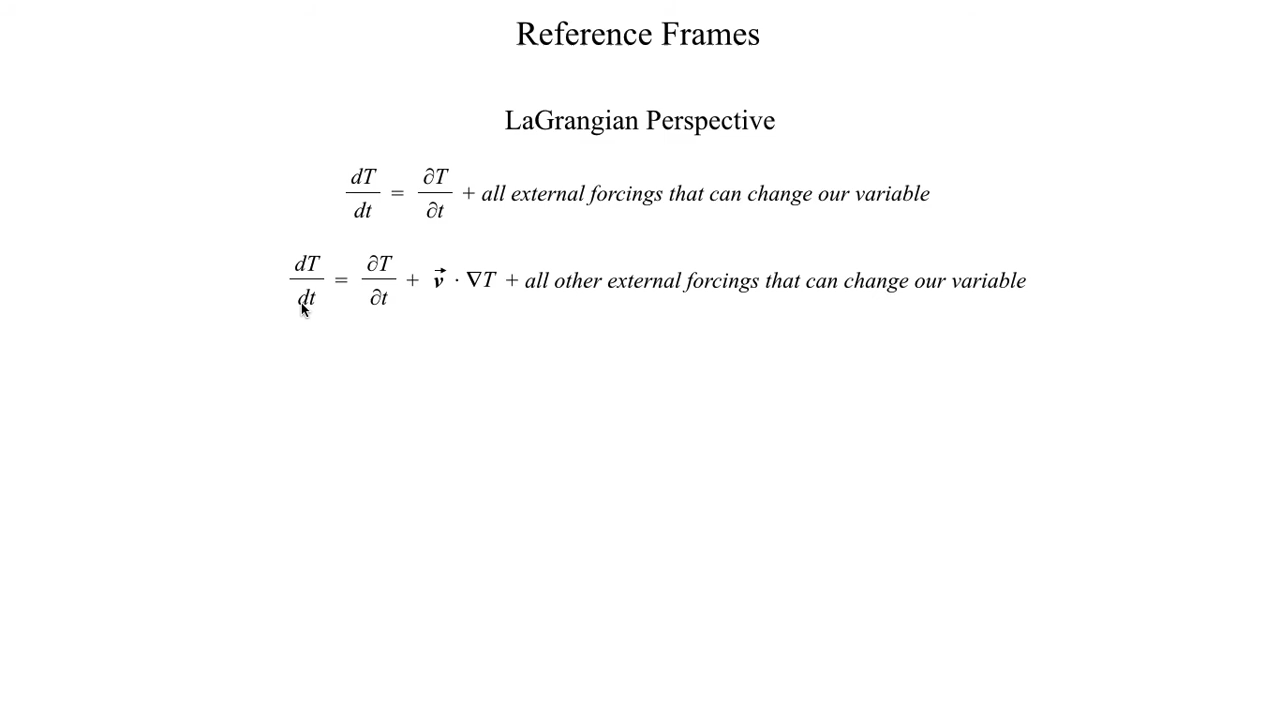 Reference Frames
LaGrangian Perspective
dT/dt = ∂T/∂t + all external forcings that can change our variable
dT/dt = ∂T/∂t + v⃗ · ∇T + all other external forcings that can change our variable